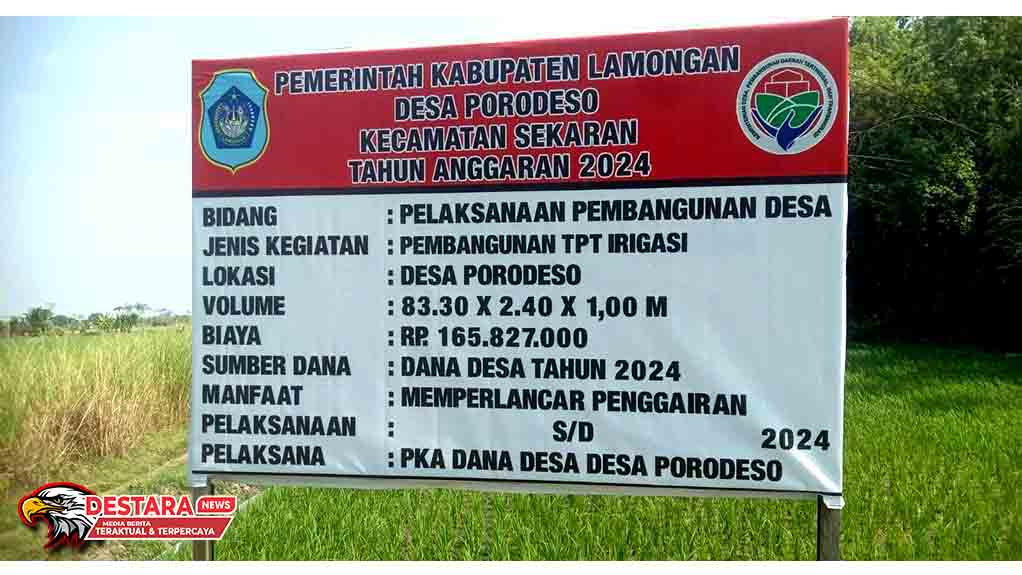 PEMERINTAH KABUPATEN LAMONGAN
DESA PORODESO
KECAMATAN SEKARAN
TAHUN ANGGARAN 2024
BIDANG : PELAKSANAAN PEMBANGUNAN DESA
JENIS KEGIATAN : PEMBANGUNAN TPT IRIGASI
LOKASI : DESA PORODESO
VOLUME : 83.30 X 2.40 X 1,00 M
BIAYA : RP. 165.827.000
SUMBER DANA : DANA DESA TAHUN 2024
MANFAAT : MEMPERLANCAR PENGGAIRAN
PELAKSANAAN : S/D 2024
PELAKSANA : PKA DANA DESA DESA PORODESO
DESTARA NEWS
MEDIA BERITA
TERAKTUAL & TERPERCAYA